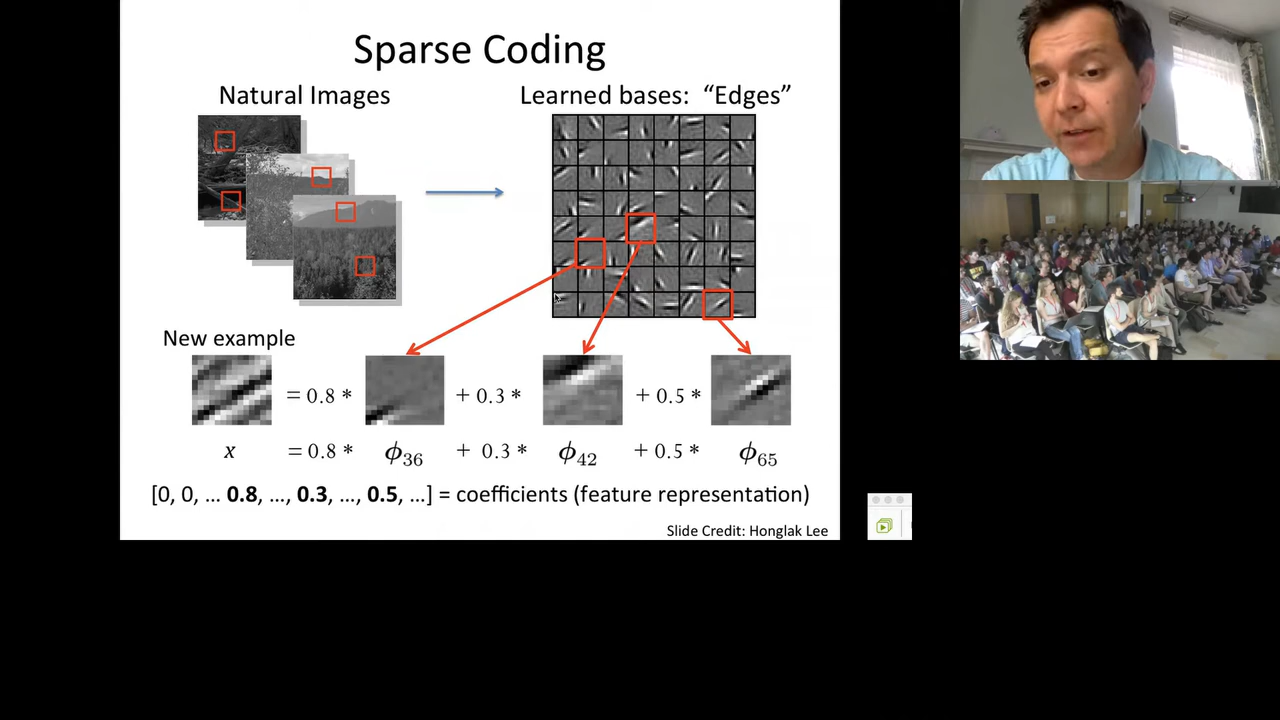 Sparse Coding
Natural Images
Learned bases: “Edges”
New example
= 0.8 * + 0.3 * + 0.5 *
x = 0.8 * ϕ36 + 0.3 * ϕ42 + 0.5 * ϕ65
[0, 0, … 0.8, …, 0.3, …, 0.5, …] = coefficients (feature representation)
Slide Credit: Honglak Lee